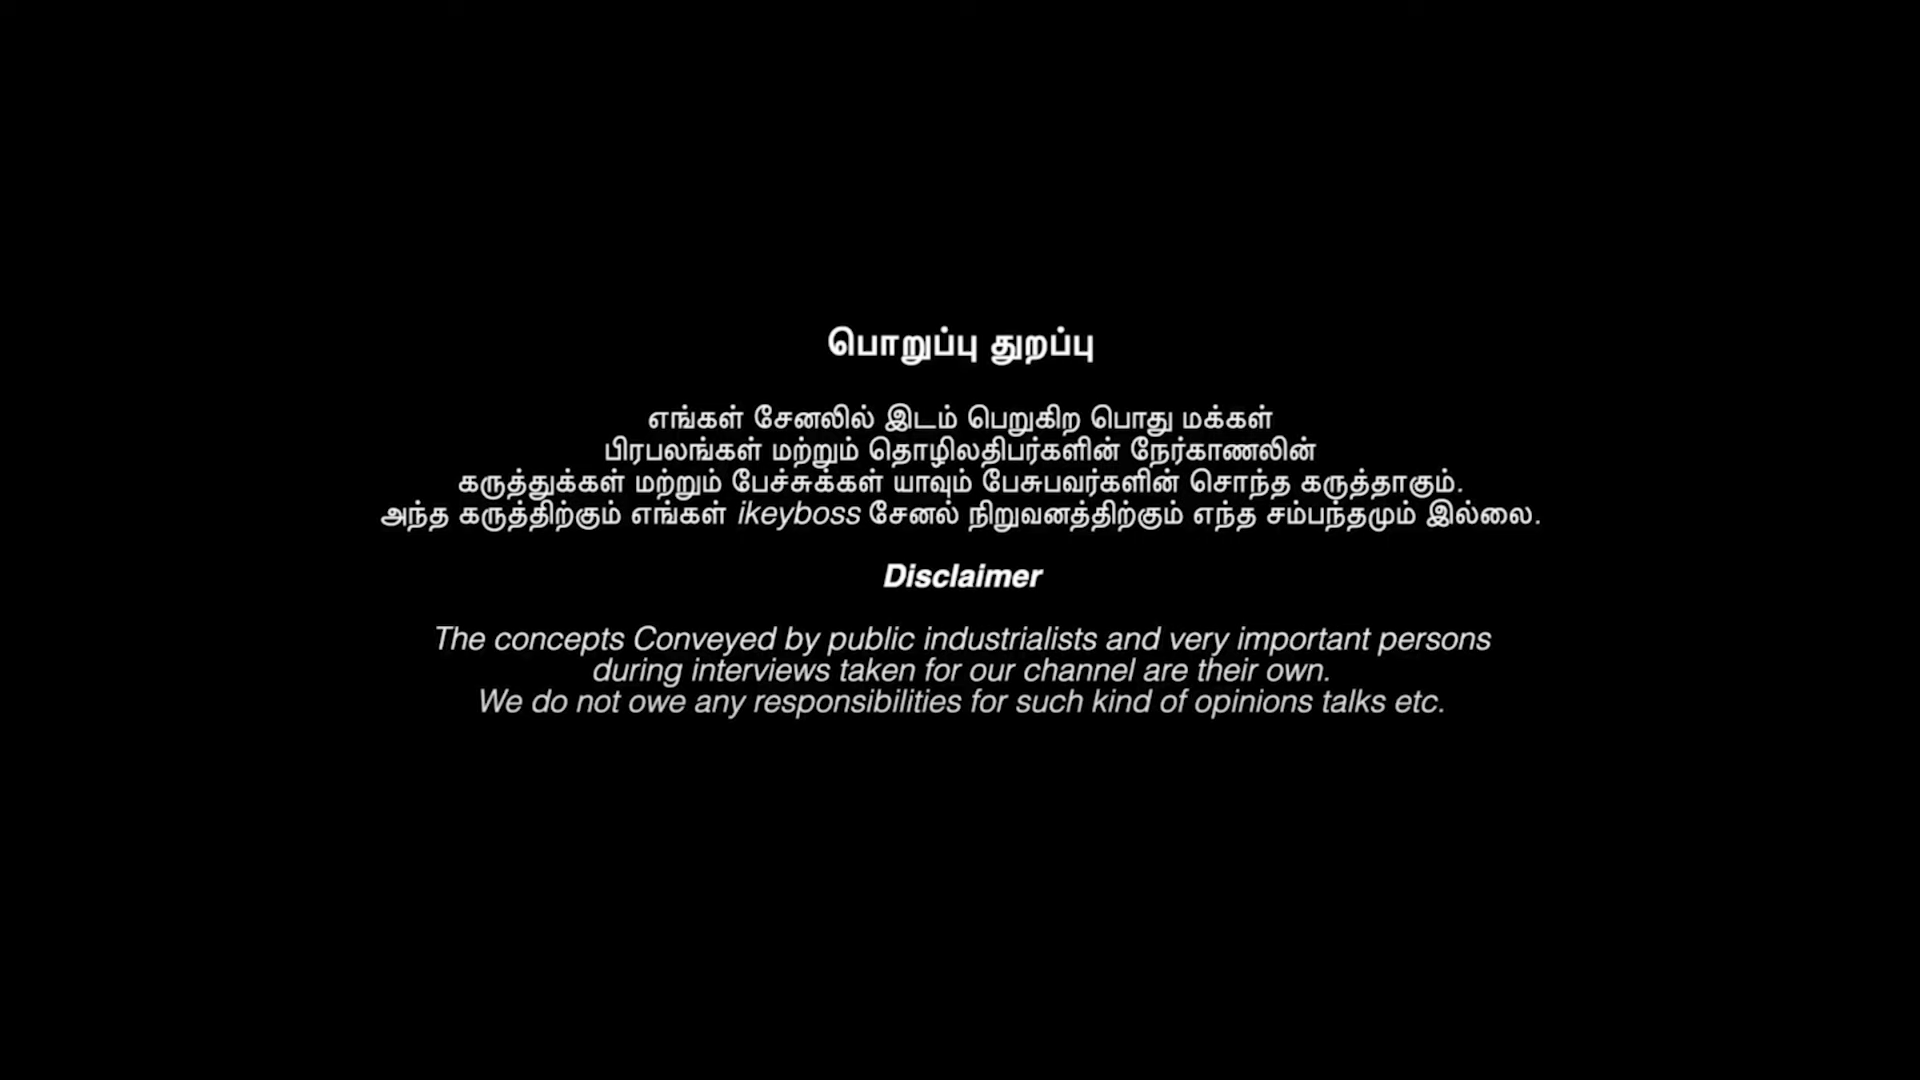 பொறுப்பு துறப்பு
எங்கள் சேனலில் இடம் பெறுகிற பொது மக்கள்
பிரபலங்கள் மற்றும் தொழிலதிபர்களின் நேர்காணலின்
கருத்துக்கள் மற்றும் பேச்சுக்கள் யாவும் பேசுபவர்களின் சொந்த கருத்தாகும்.
அந்த கருத்திற்கும் எங்கள் ikeyboss சேனல் நிறுவனத்திற்கும் எந்த சம்பந்தமும் இல்லை.
Disclaimer
The concepts Conveyed by public industrialists and very important persons
during interviews taken for our channel are their own.
We do not owe any responsibilities for such kind of opinions talks etc.